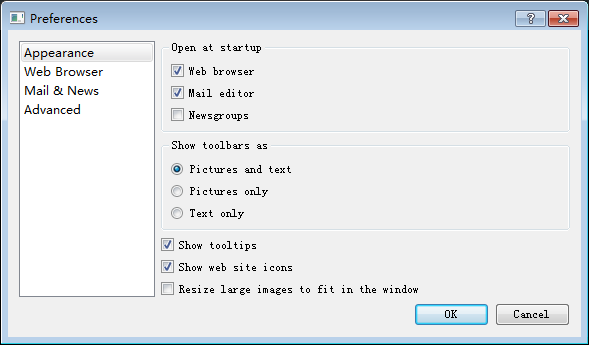 Preferences
Appearance
Web Browser
Mail & News
Advanced
Open at startup
Web browser
Mail editor
Newsgroups
Show toolbars as
Pictures and text
Pictures only
Text only
Show tooltips
Show web site icons
Resize large images to fit in the window
OK
Cancel